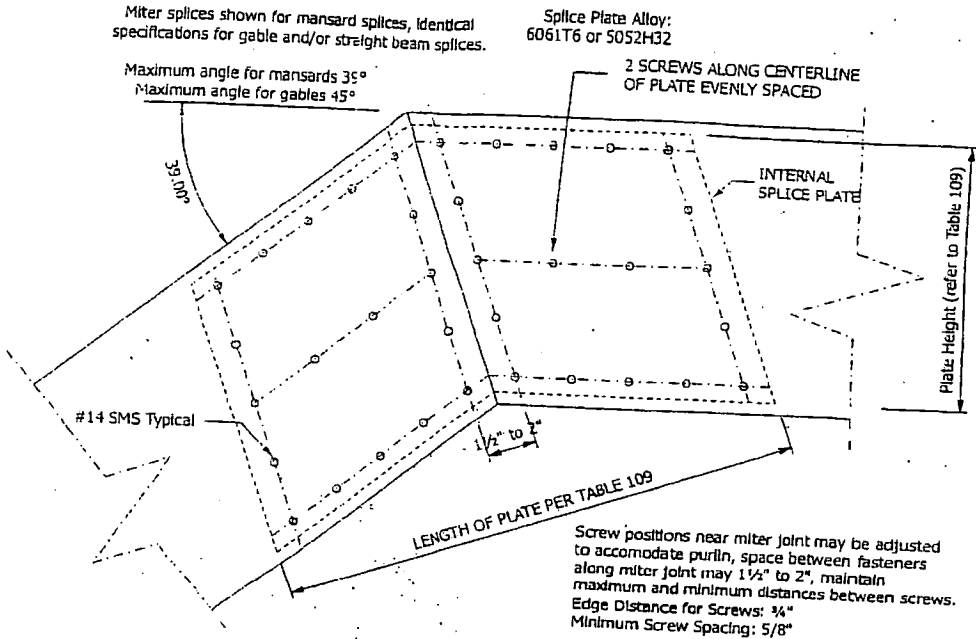 Miter splices shown for mansard splices, identical
specifications for gable and/or streight beam splices.
Splice Plate Alloy:
6061T6 or 5052H32
Maximum angle for mansards 39°
Maximum angle for gables 45°
2 SCREWS ALONG CENTERLINE
OF PLATE EVENLY SPACED
39.00°
INTERNAL
SPLICE PLATE
Plate Height (refer to Table 109)
#14 SMS Typical
1 ½" to 2"
LENGTH OF PLATE PER TABLE 109
Screw positions near miter joint may be adjusted
to accomodate purlin, space between fasteners
along miter joint may 1½" to 2", maintain
maximum and minimum distances between screws.
Edge Distance for Screws: ¾"
Minimum Screw Spacing: 5/8"